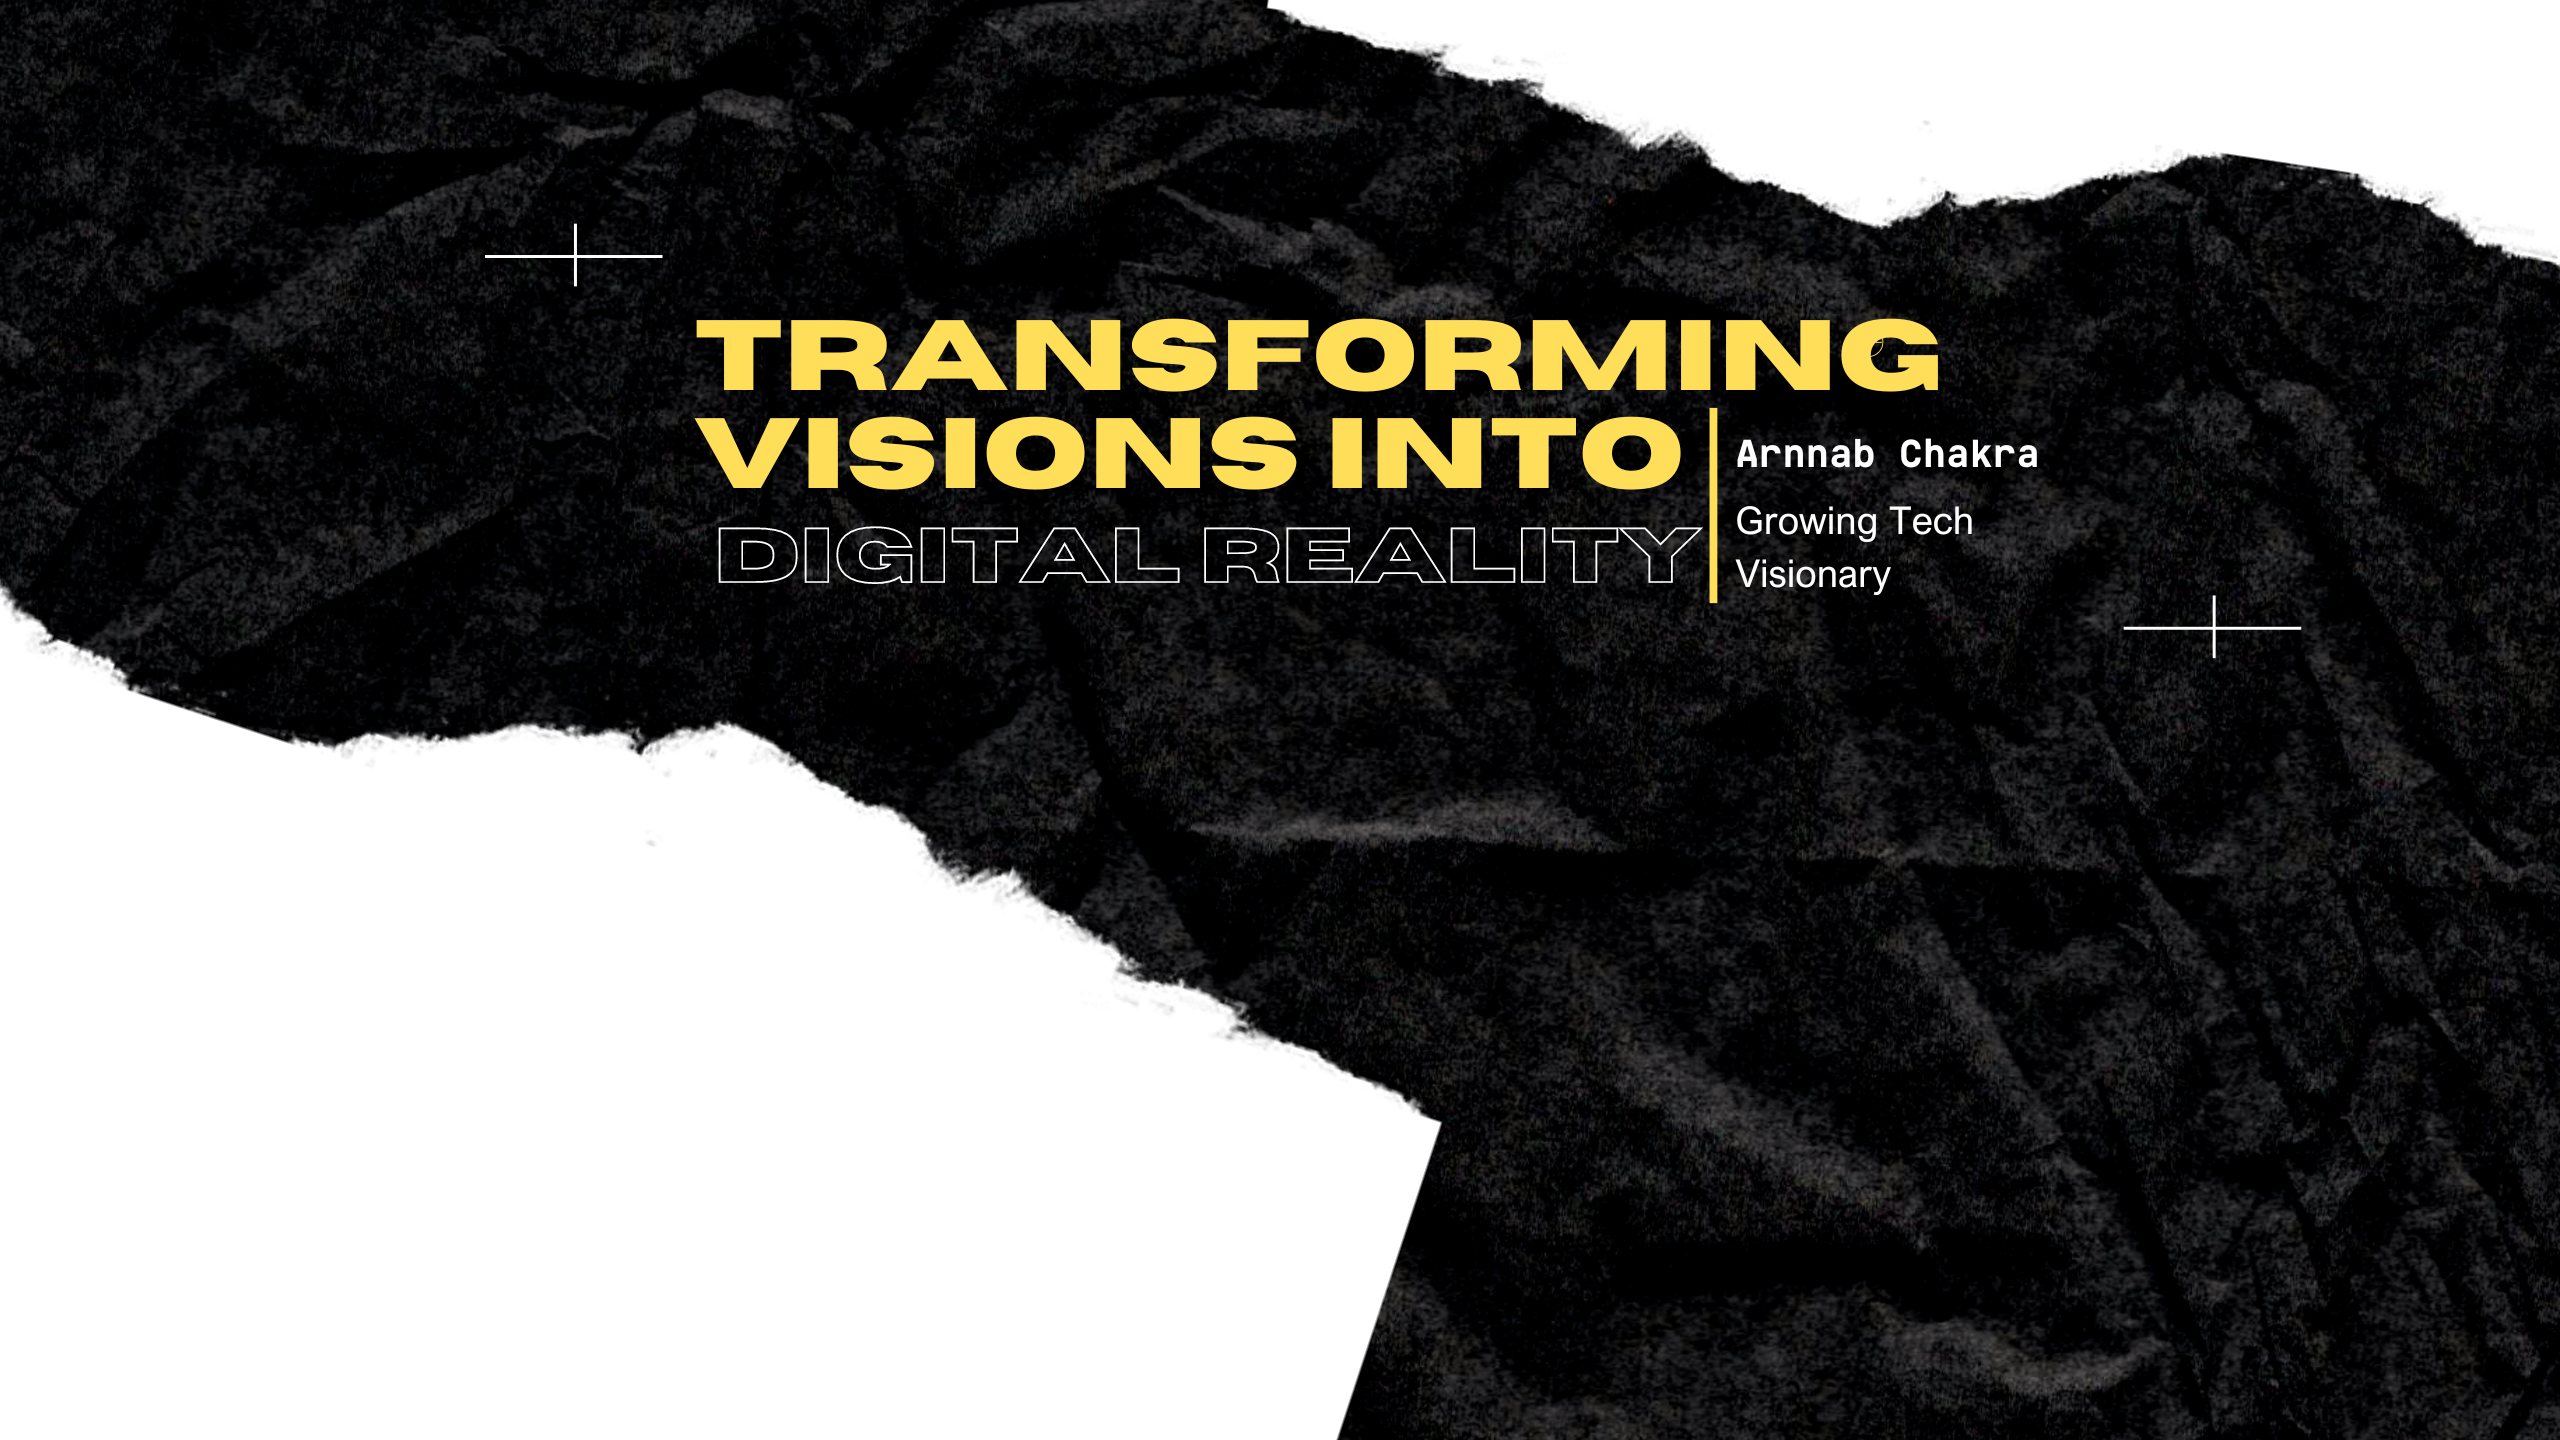 TRANSFORMING
VISIONS INTO
DIGITAL REALITY
Arnnab Chakra
Growing Tech
Visionary